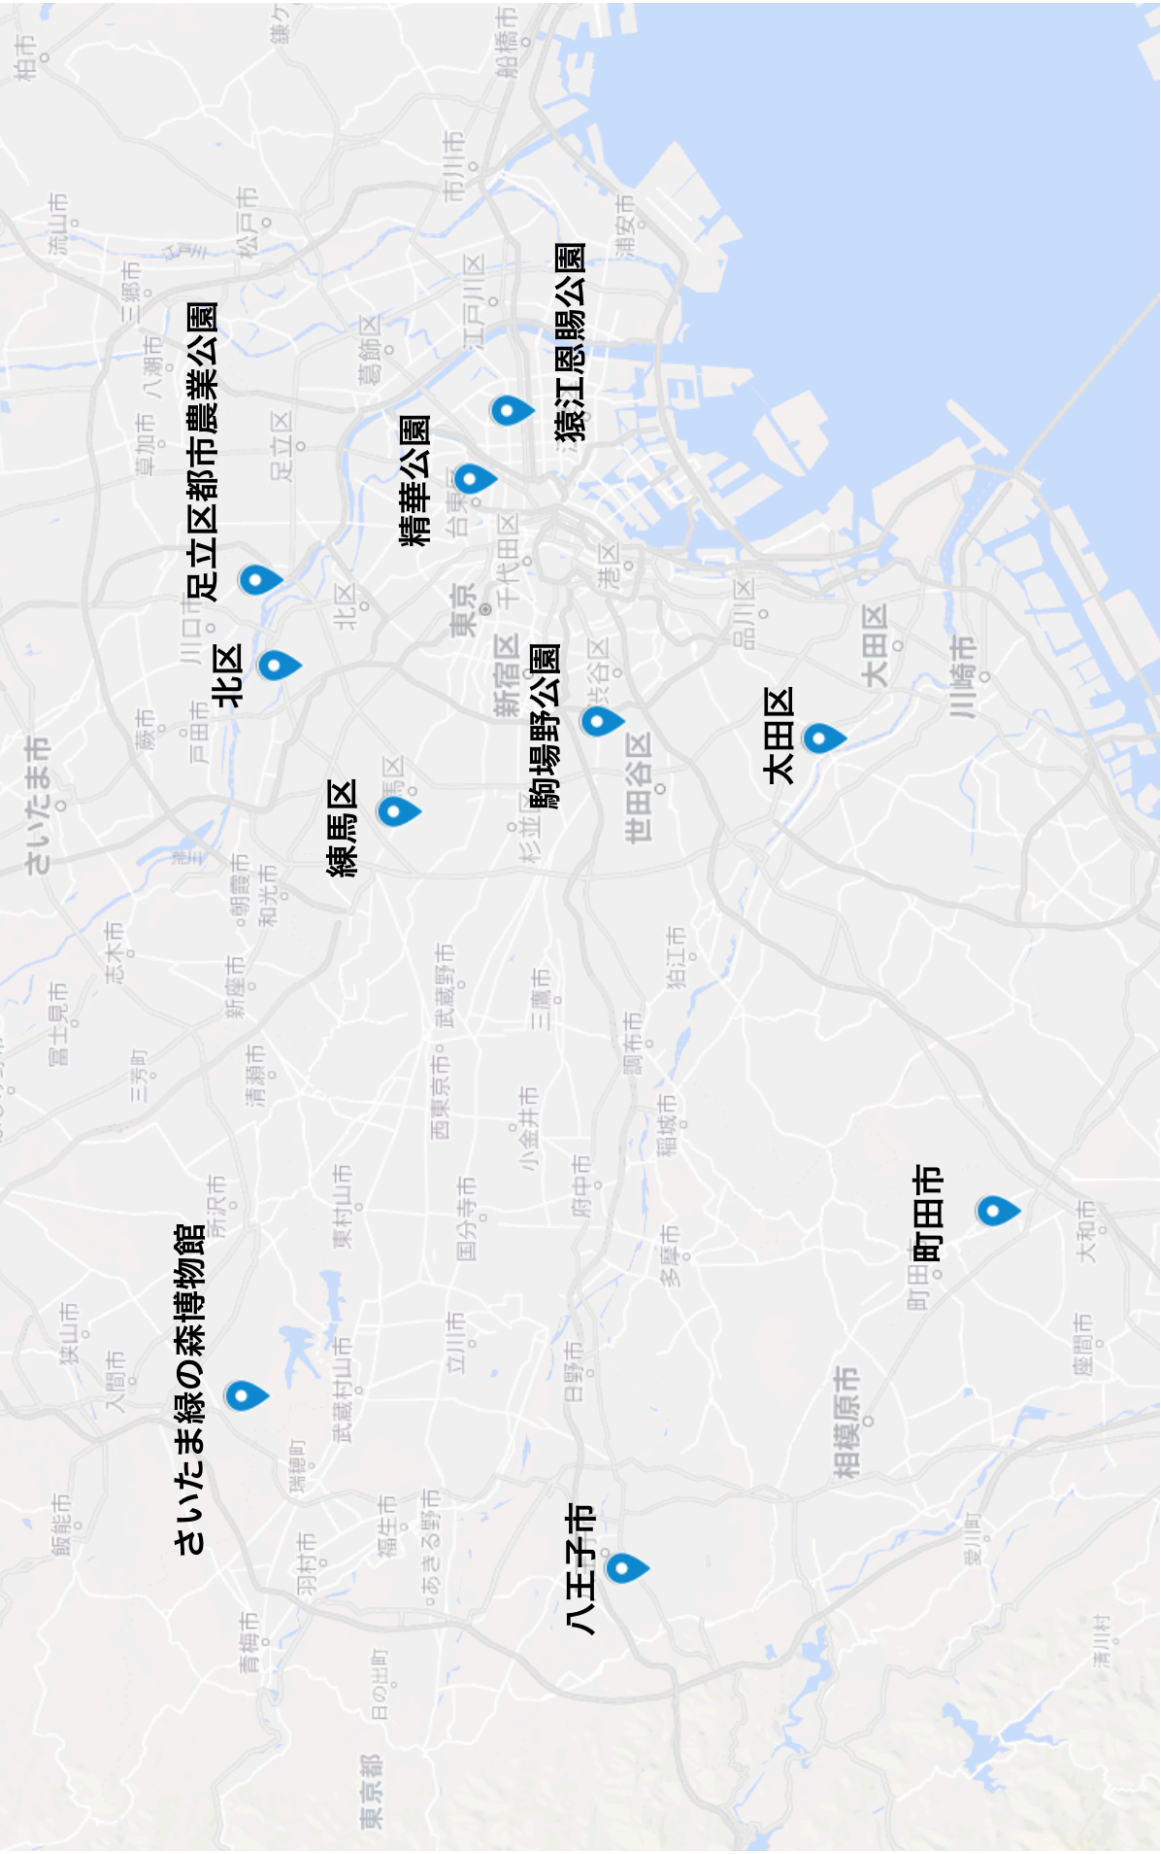 さいたま緑の森博物館
北区
足立区都市農業公園
練馬区
精華公園
駒場野公園
猿江恩賜公園
八王子市
太田区
町田市
柏市
船橋市
流山市
松戸市
市川市
三郷市
浦安市
八潮市
葛飾区
江戸川区
草加市
足立区
台東区
川口市
北区
東京
千代田区
港区
品川区
さいたま市
蕨市
戸田市
新宿区
渋谷区
大田区
川崎市
馬区
杉並区
世田谷区
朝霞市
和光市
志木市
新座市
富士見市
三芳町
清瀬市
武蔵野市
三鷹市
狛江市
西東京市
調布市
小金井市
稲城市
所沢市
東村山市
国分寺市
府中市
多摩市
町田
大和市
狭山市
入間市
武蔵村山市
立川市
日野市
相模原市
座間市
飯能市
瑞穂町
羽村市
福生市
あきる野市
愛川町
青梅市
日の出町
清川村
東京都